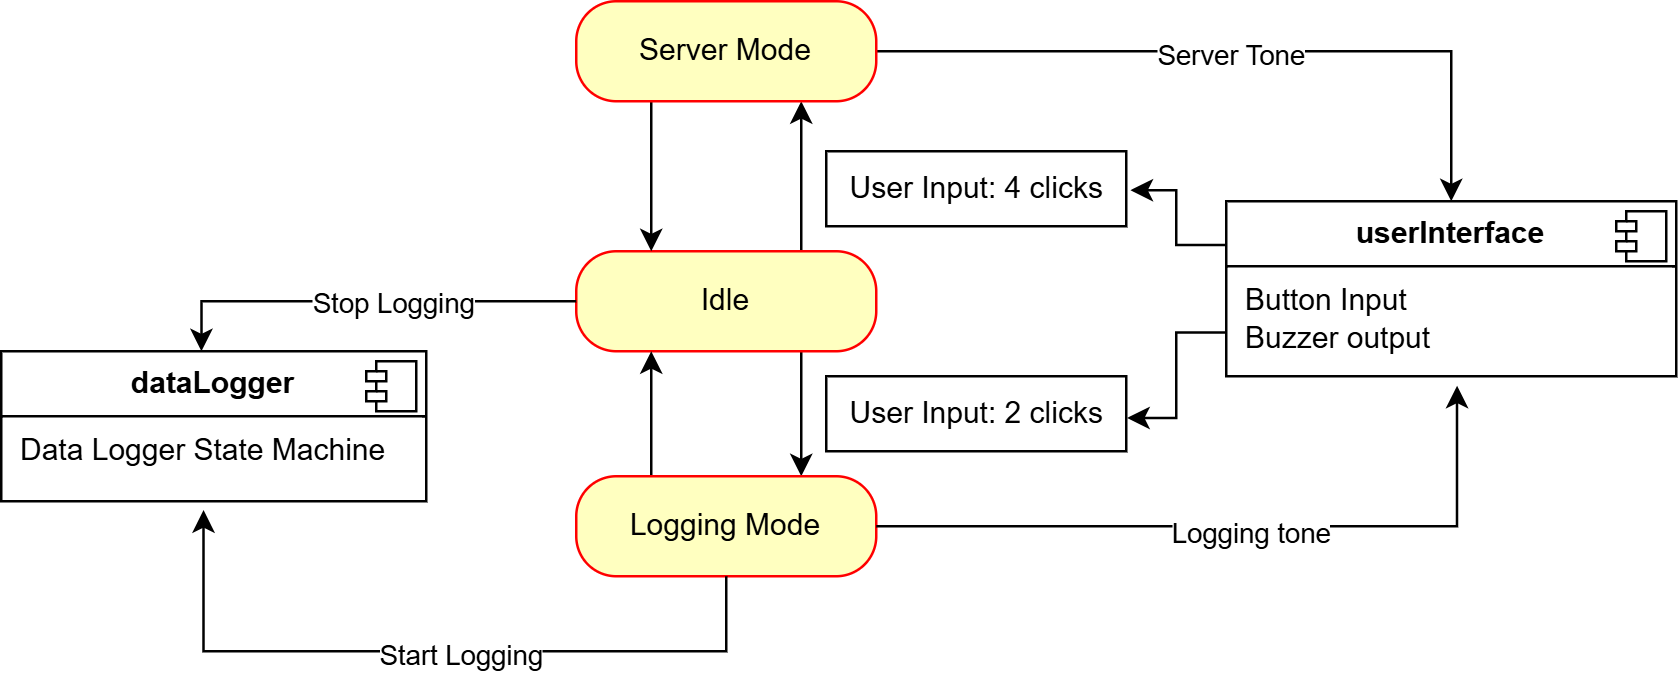 Server Mode
Server Tone
User Input: 4 clicks
userInterface
Button Input
Buzzer output
Idle
Stop Logging
dataLogger
Data Logger State Machine
User Input: 2 clicks
Logging Mode
Logging tone
Start Logging